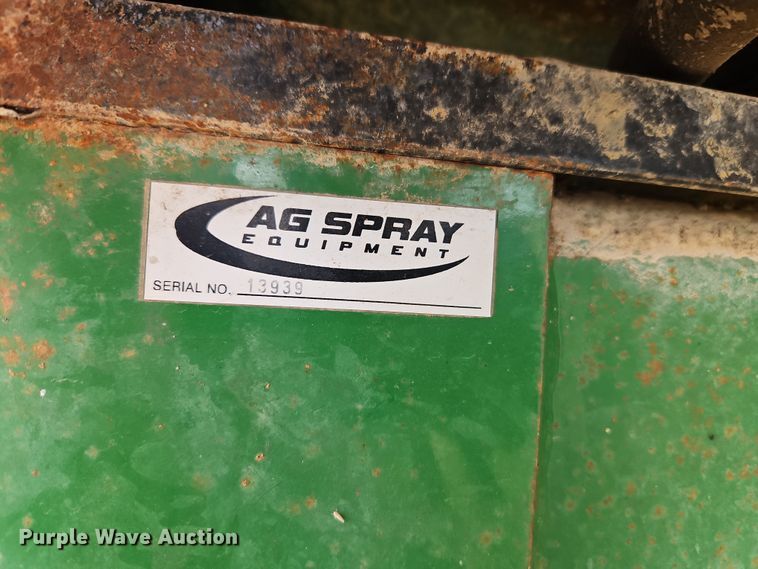 AG SPRAY
EQUIPMENT
SERIAL NO. 13939
Purple Wave Auction